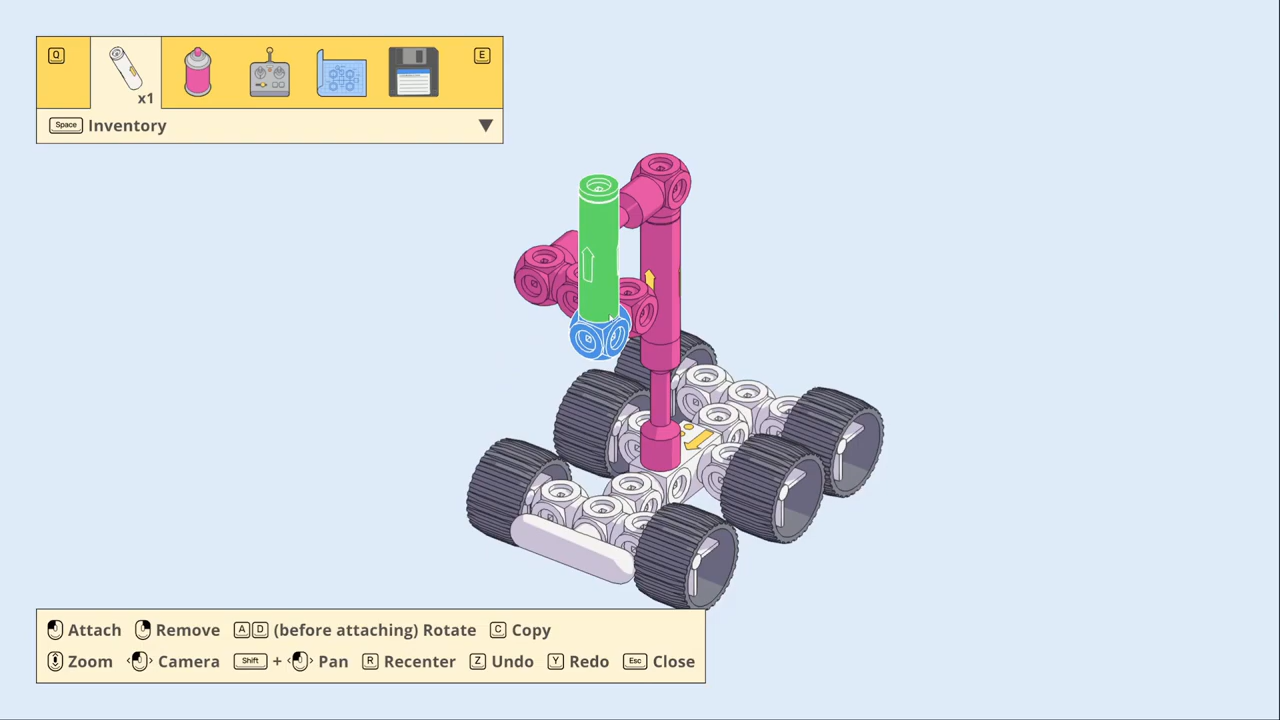 Q
E
x1
Space Inventory
Attach Remove A D (before attaching) Rotate C Copy
Zoom Camera Shift + Pan R Recenter Z Undo Y Redo Esc Close